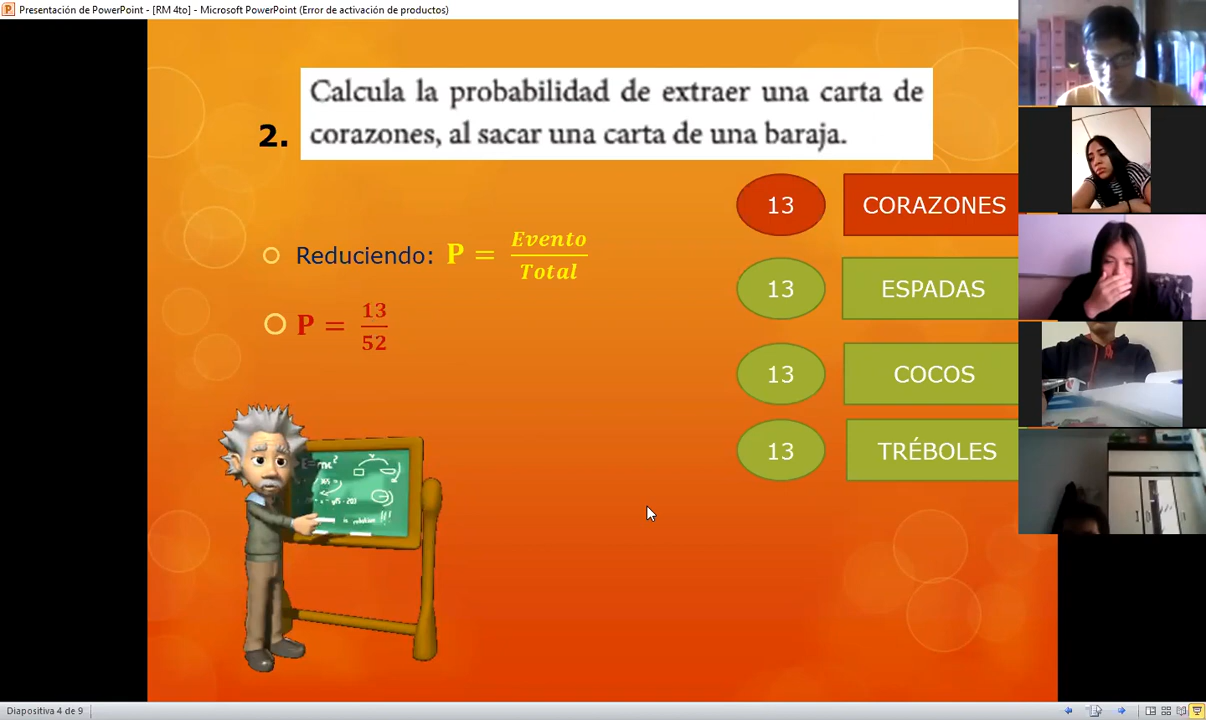 Presentación de PowerPoint - [RM 4to] - Microsoft PowerPoint (Error de activación de productos)
Calcula la probabilidad de extraer una carta de
2. corazones, al sacar una carta de una baraja.
13 CORAZONES
Reduciendo: P = Evento/Total
13 ESPADAS
P = 13/52
13 COCOS
13 TRÉBOLES
Diapositiva 4 de 9